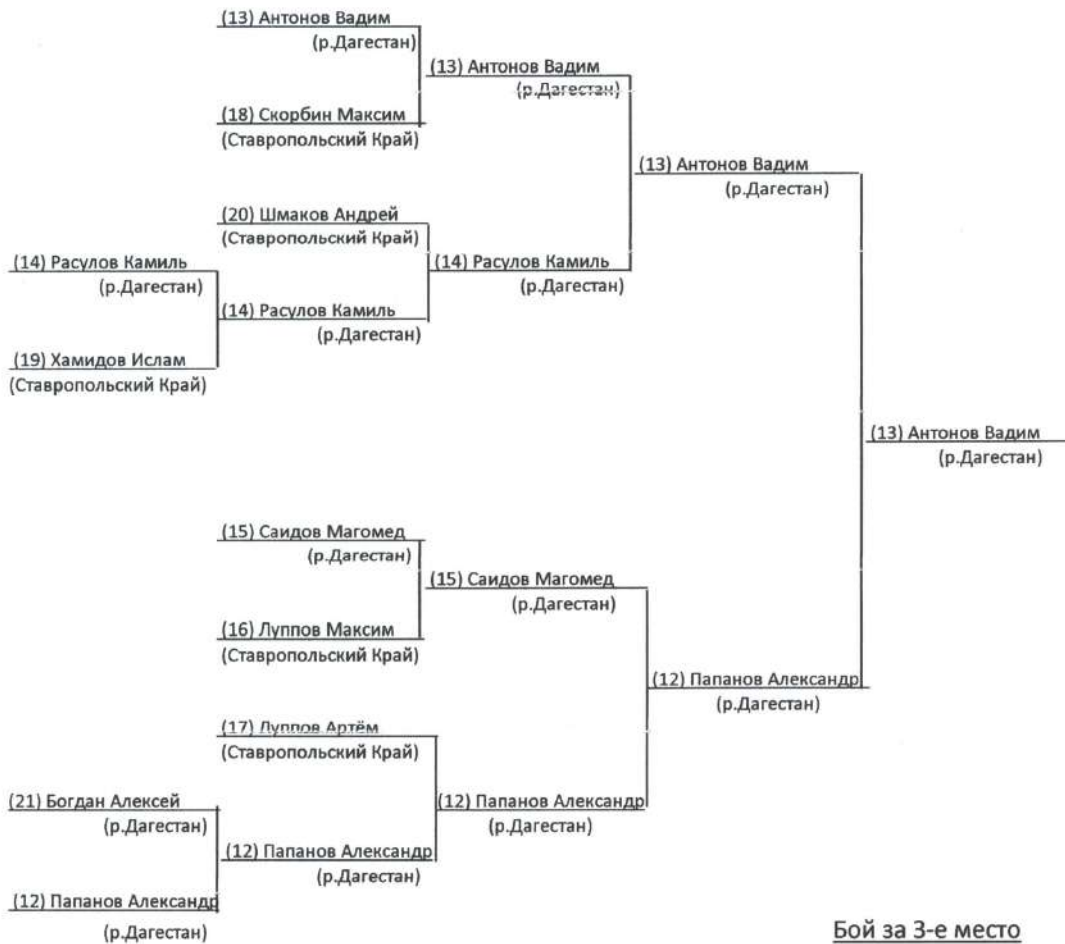 (13) Антонов Вадим
(р.Дагестан)
(13) Антонов Вадим
(р.Дагестан)
(18) Скорбин Максим
(Ставропольский Край)
(13) Антонов Вадим
(р.Дагестан)
(20) Шмаков Андрей
(Ставропольский Край)
(14) Расулов Камиль
(р.Дагестан)
(14) Расулов Камиль
(р.Дагестан)
(14) Расулов Камиль
(р.Дагестан)
(19) Хамидов Ислам
(Ставропольский Край)
(13) Антонов Вадим
(р.Дагестан)
(15) Саидов Магомед
(р.Дагестан)
(15) Саидов Магомед
(р.Дагестан)
(16) Луппов Максим
(Ставропольский Край)
(12) Папанов Александр
(р.Дагестан)
(17) Луппов Артём
(Ставропольский Край)
(21) Богдан Алексей
(р.Дагестан)
(12) Папанов Александр
(р.Дагестан)
(12) Папанов Александр
(р.Дагестан)
(12) Папанов Александр
(р.Дагестан)
Бой за 3-е место